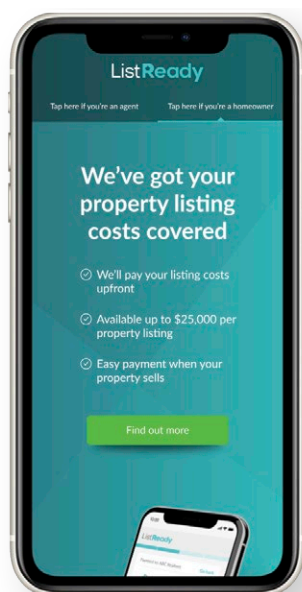 ListReady
Tap here if you're an agent
Tap here if you're a homeowner
We've got your
property listing
costs covered
We'll pay your listing costs
upfront
Available up to $25,000 per
property listing
Easy payment when your
property sells
Find out more
ListReady